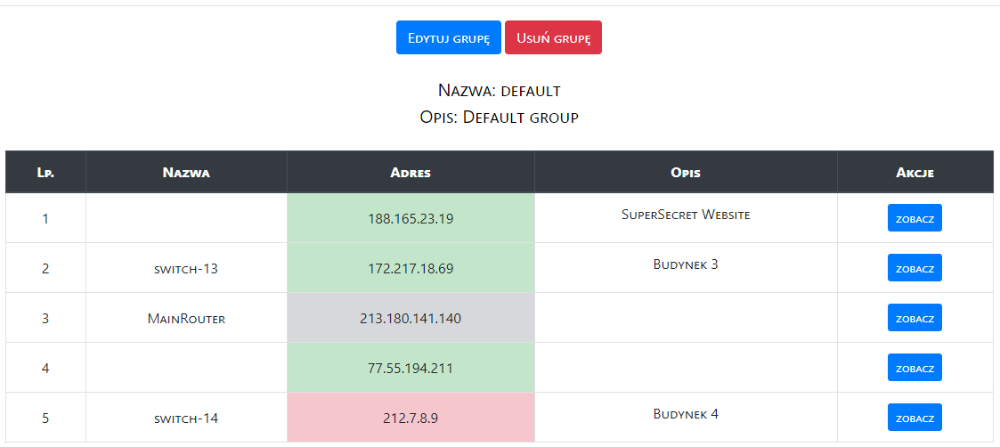 Edytuj grupę Usuń grupę
Nazwa: default
Opis: Default group
Lp. Nazwa Adres Opis Akcje
1 188.165.23.19 SuperSecret Website zobacz
2 switch-13 172.217.18.69 Budynek 3 zobacz
3 MainRouter 213.180.141.140 zobacz
4 77.55.194.211 zobacz
5 switch-14 212.7.8.9 Budynek 4 zobacz